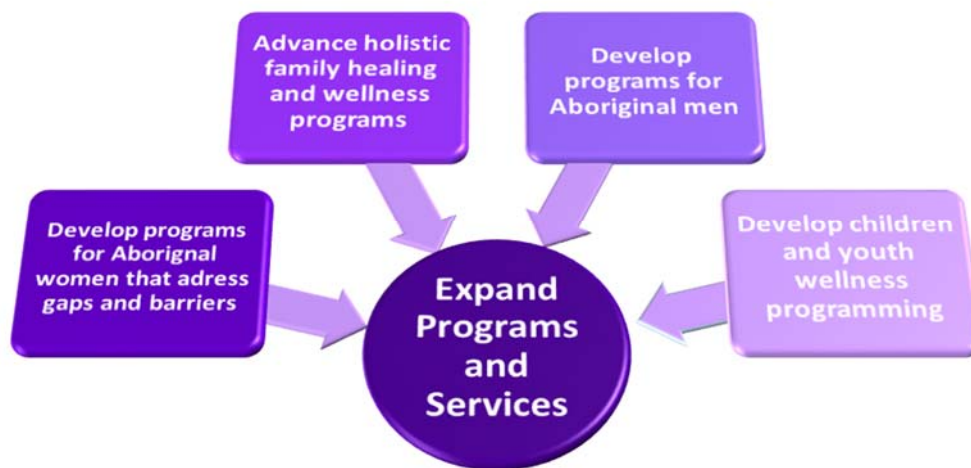 Develop programs
for Aborignal
women that adress
gaps and barriers
Advance holistic
family healing
and wellness
programs
Develop
programs for
Aboriginal men
Develop children
and youth
wellness
programming
Expand
Programs
and
Services